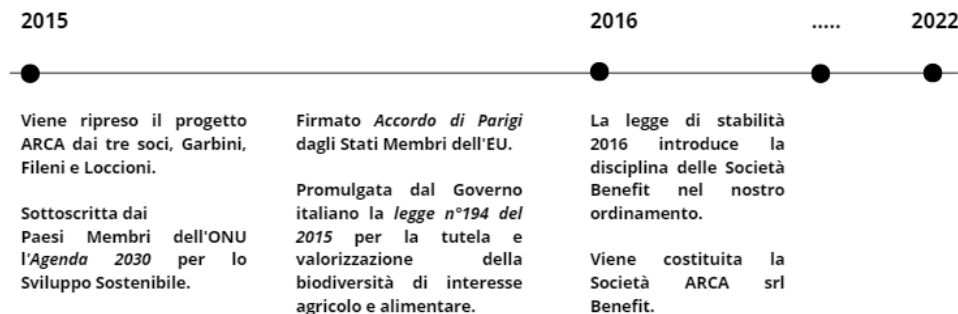 2015
2016
.....
2022
Viene ripreso il progetto
ARCA dai tre soci, Garbini,
Fileni e Loccioni.
Sottoscritta dai
Paesi Membri dell'ONU
l'Agenda 2030 per lo
Sviluppo Sostenibile.
Firmato Accordo di Parigi
dagli Stati Membri dell'EU.
Promulgata dal Governo
italiano la legge n°194 del
2015 per la tutela e
valorizzazione della
biodiversità di interesse
agricolo e alimentare.
La legge di stabilità
2016 introduce la
disciplina delle Società
Benefit nel nostro
ordinamento.
Viene costituita la
Società ARCA srl
Benefit.